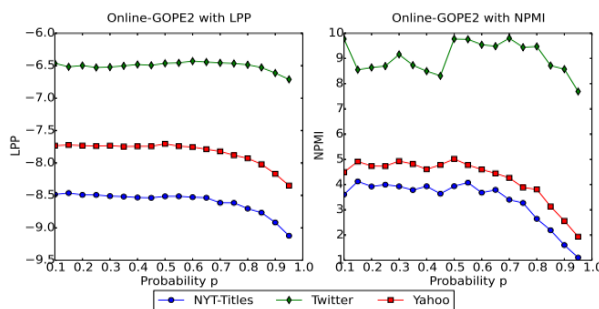 Online-GOPE2 with LPP
Online-GOPE2 with NPMI
LPP
−6.0
−6.5
−7.0
−7.5
−8.0
−8.5
−9.0
−9.5
0.1 0.2 0.3 0.4 0.5 0.6 0.7 0.8 0.9 1.0
Probability p
NPMI
10
9
8
7
6
5
4
3
2
1
0.1 0.2 0.3 0.4 0.5 0.6 0.7 0.8 0.9 1.0
Probability p
NYT-Titles Twitter Yahoo